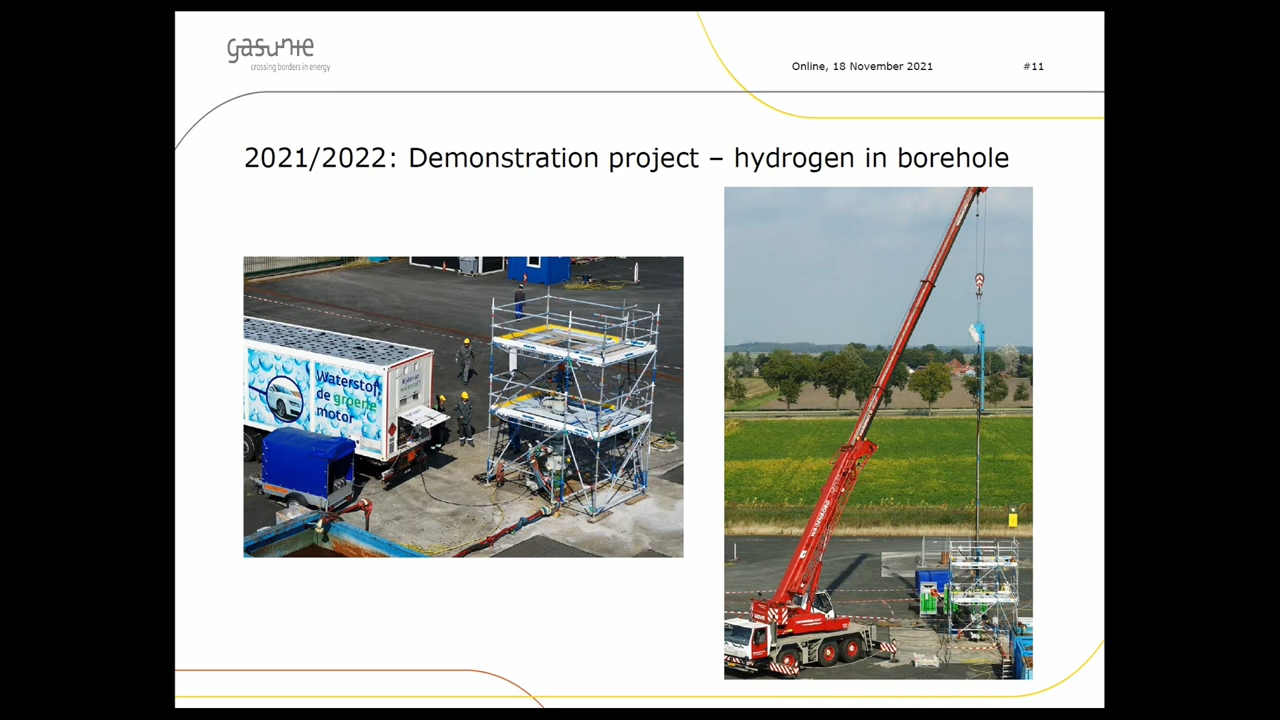 gasunie
crossing borders in energy
Online, 18 November 2021
#11
2021/2022: Demonstration project – hydrogen in borehole
Waterstof
de groene
motor